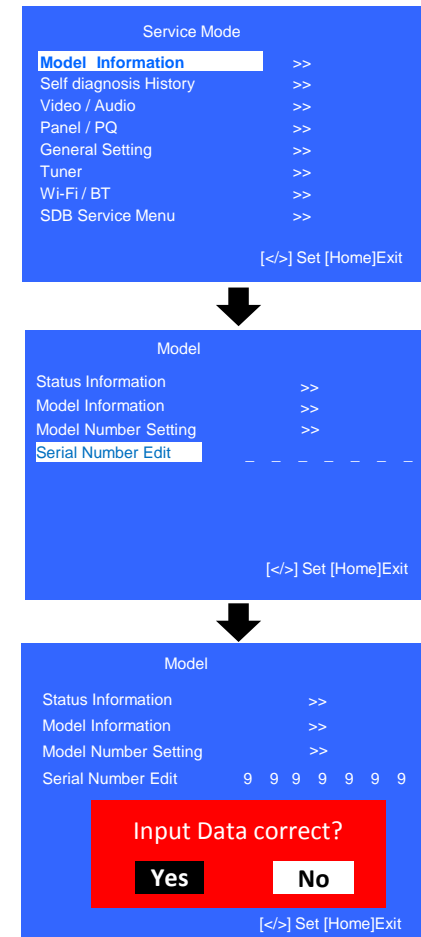 Service Mode
Model Information >>
Self diagnosis History >>
Video / Audio >>
Panel / PQ >>
General Setting >>
Tuner >>
Wi-Fi / BT >>
SDB Service Menu >>
[</>] Set [Home]Exit
Model
Status Information >>
Model Information >>
Model Number Setting >>
Serial Number Edit _ _ _ _ _ _ _
[</>] Set [Home]Exit
Model
Status Information >>
Model Information >>
Model Number Setting >>
Serial Number Edit 9 9 9 9 9 9 9
Input Data correct?
Yes No
[</>] Set [Home]Exit